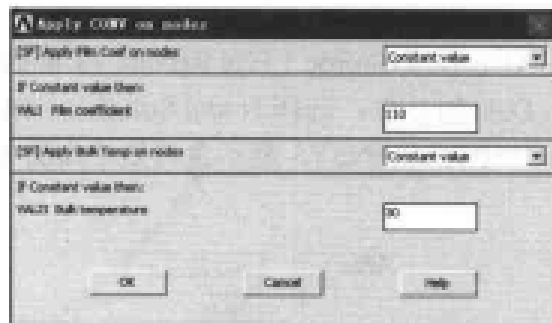 Apply CONV on nodes
[SF] Apply Film Coef on nodes
Constant value
If Constant value then:
VALI Film coefficient
110
[SF] Apply Bulk Temp on nodes
Constant value
If Constant value then:
VAL2I Bulk temperature
OK
Cancel
Help